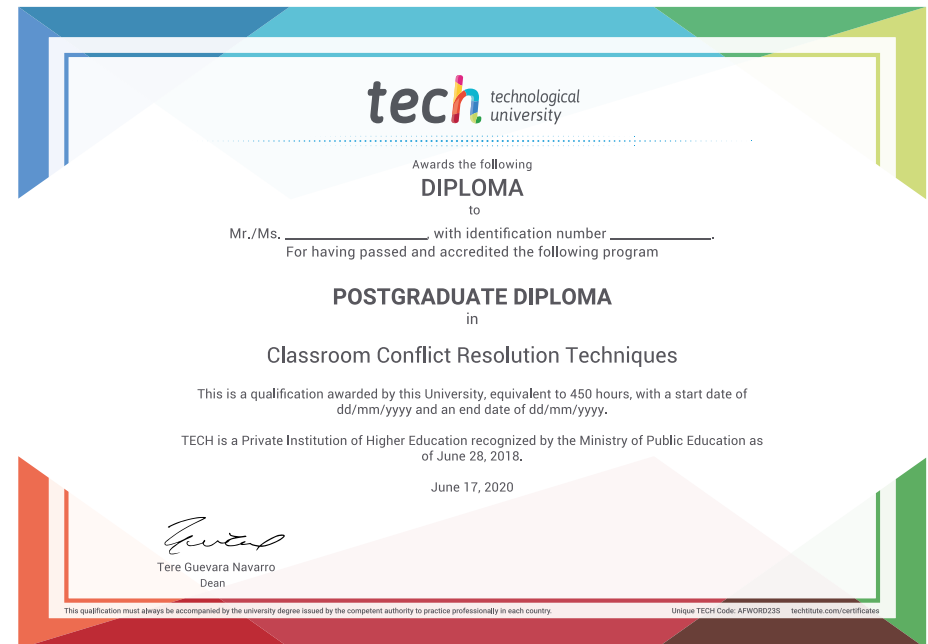 tech technological
university
Awards the following
DIPLOMA
to
Mr./Ms. ____________________, with identification number ______________.
For having passed and accredited the following program
POSTGRADUATE DIPLOMA
in
Classroom Conflict Resolution Techniques
This is a qualification awarded by this University, equivalent to 450 hours, with a start date of
dd/mm/yyyy and an end date of dd/mm/yyyy.
TECH is a Private Institution of Higher Education recognized by the Ministry of Public Education as
of June 28, 2018.
June 17, 2020
Tere Guevara Navarro
Dean
This qualification must always be accompanied by the university degree issued by the competent authority to practice professionally in each country. Unique TECH Code: AFWORD23S techtitute.com/certificates